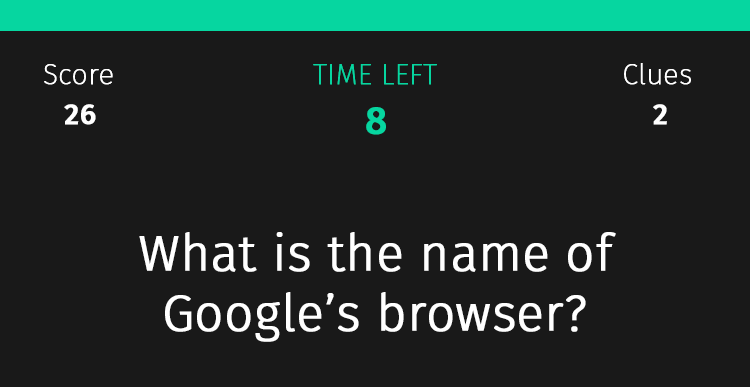 Score
TIME LEFT
Clues
26
8
2
What is the name of
Google’s browser?